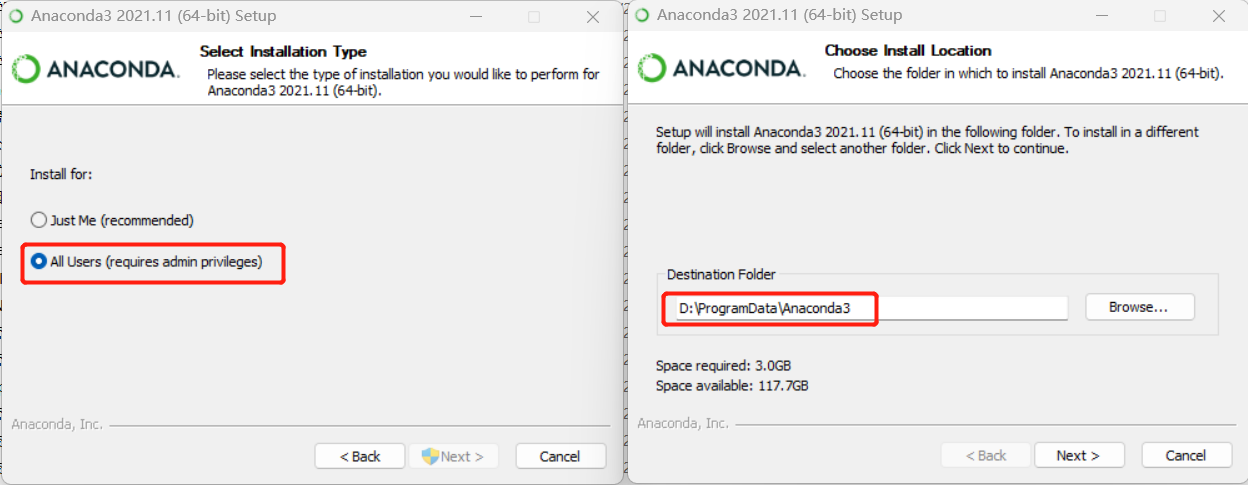 Anaconda3 2021.11 (64-bit) Setup
ANACONDA.
Select Installation Type
Please select the type of installation you would like to perform for
Anaconda3 2021.11 (64-bit).
Install for:
Just Me (recommended)
All Users (requires admin privileges)
Anaconda, Inc.
< Back
Next >
Cancel
Anaconda3 2021.11 (64-bit) Setup
ANACONDA.
Choose Install Location
Choose the folder in which to install Anaconda3 2021.11 (64-bit).
Setup will install Anaconda3 2021.11 (64-bit) in the following folder. To install in a different
folder, click Browse and select another folder. Click Next to continue.
Destination Folder
D:\ProgramData\Anaconda3
Browse...
Space required: 3.0GB
Space available: 117.7GB
Anaconda, Inc.
< Back
Next >
Cancel